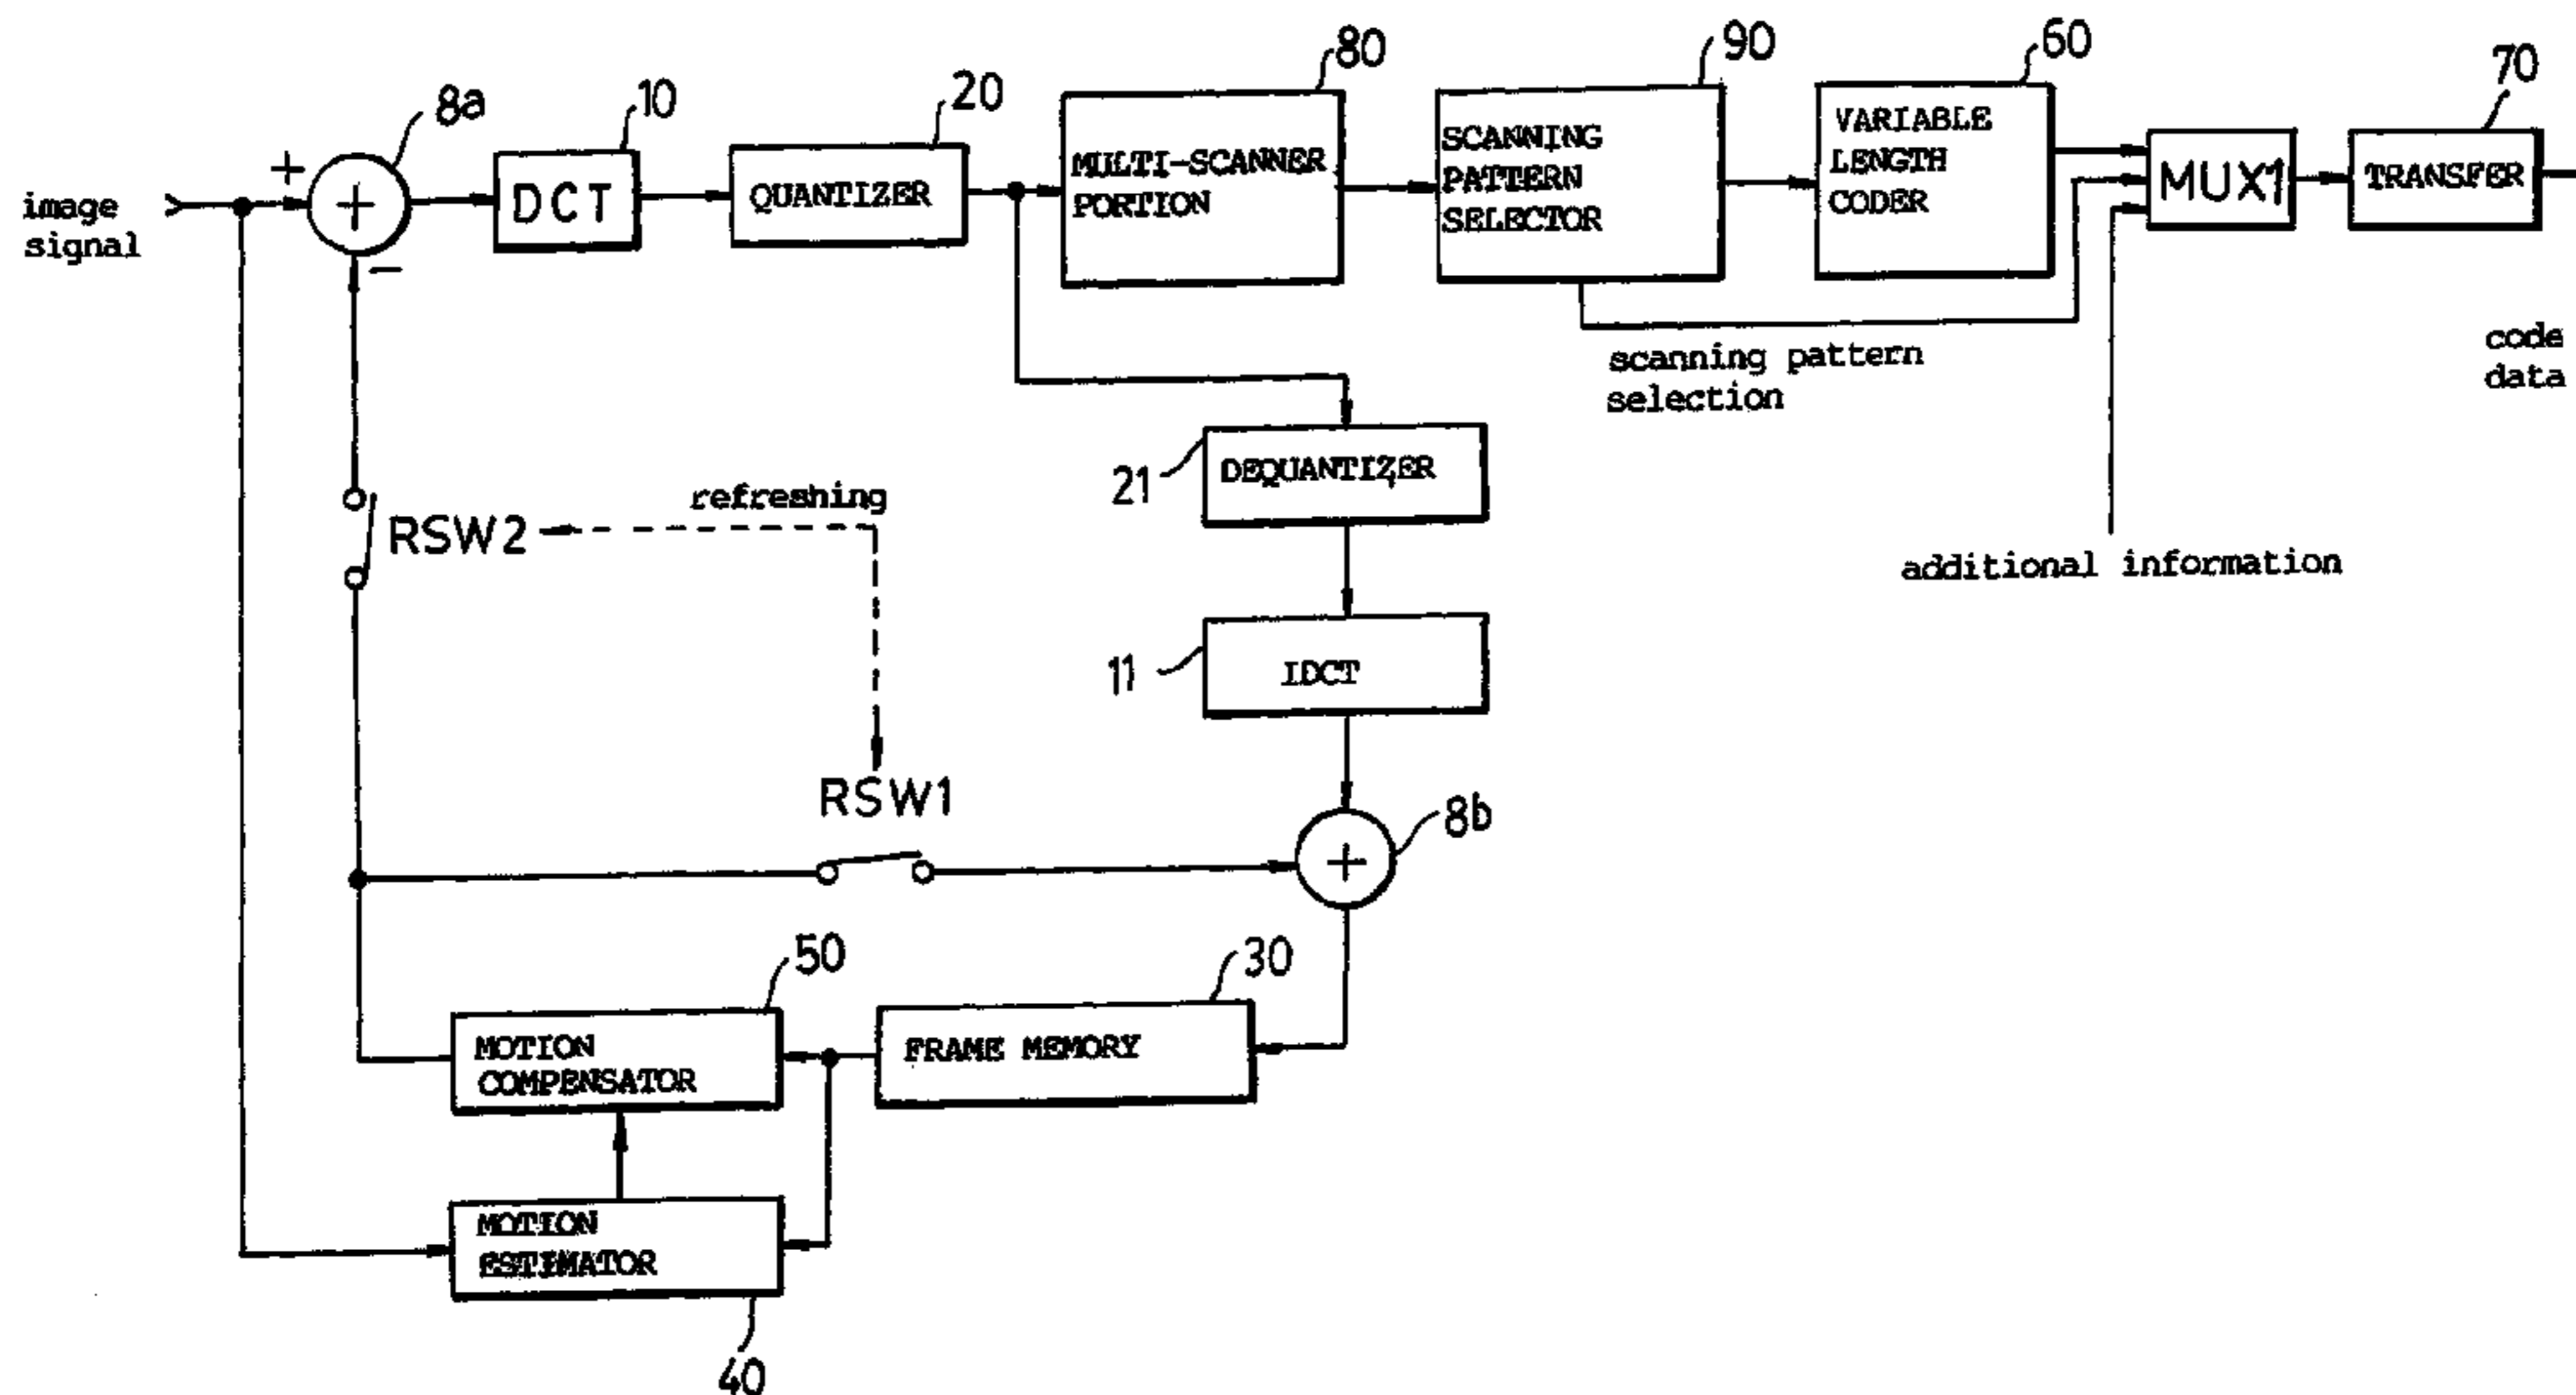 80
90
60
70
8a
10
20
+
+
image
signal
DCT
QUANTIZER
MULTI-SCANNER
PORTION
SCANNING
PATTERN
SELECTOR
VARIABLE
LENGTH
CODER
MUX1
TRANSFER
−
scanning pattern
selection
code
data
21
DEQUANTIZER
refreshing
RSW2
additional information
11
IDCT
RSW1
8b
+
50
30
MOTION
COMPENSATOR
FRAME MEMORY
MOTION
ESTIMATOR
40